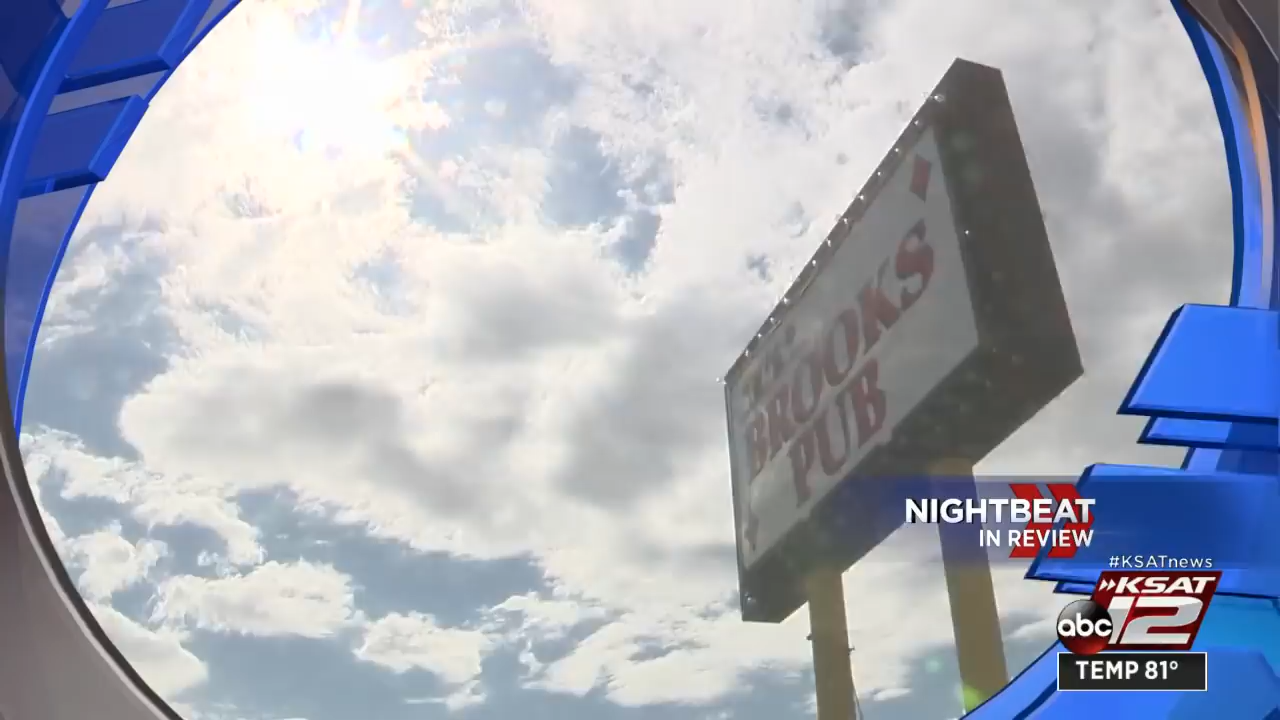 BROOKS
PUB
NIGHTBEAT
IN REVIEW
#KSATnews
KSAT
abc
12
TEMP 81°